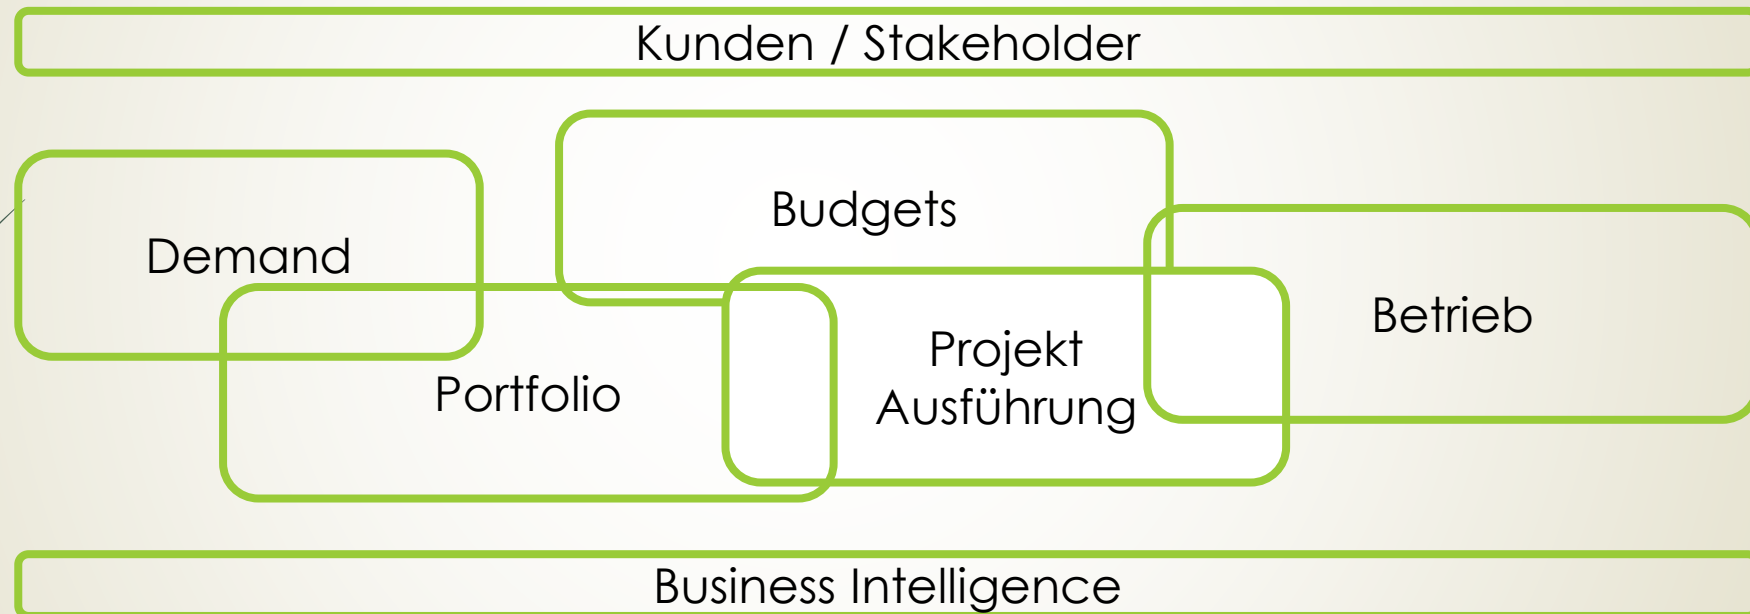 Kunden / Stakeholder
Budgets
Demand
Betrieb
Projekt
Ausführung
Portfolio
Business Intelligence